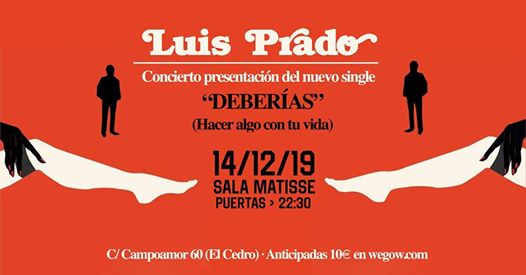 Luis Prado
Concierto presentación del nuevo single
“DEBERÍAS”
(Hacer algo con tu vida)
14/12/19
SALA MATISSE
PUERTAS > 22:30
C/ Campoamor 60 (El Cedro) · Anticipadas 10€ en wegow.com